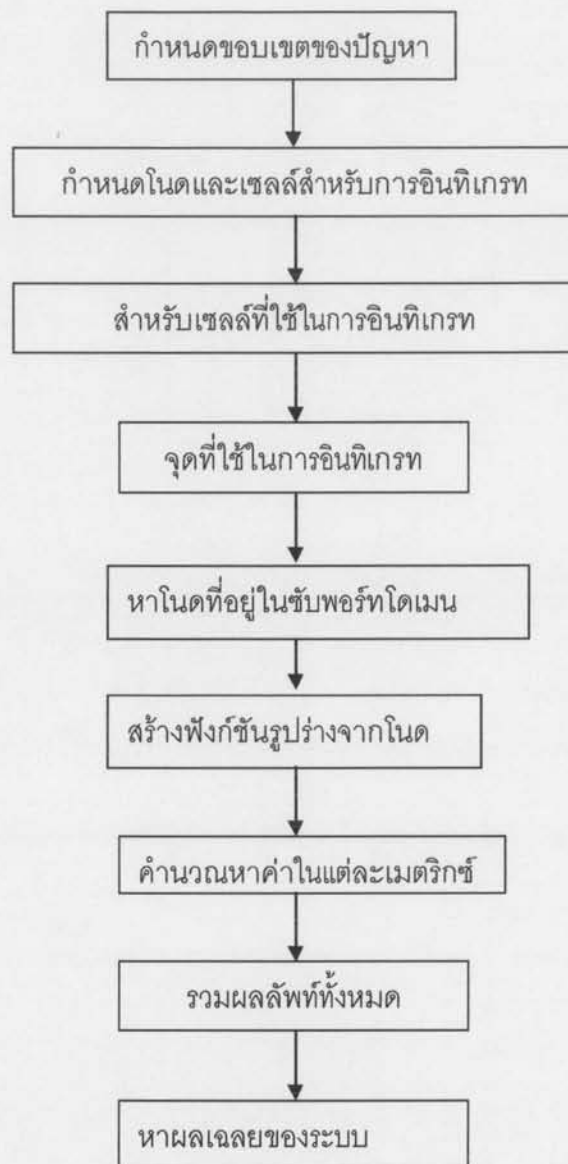 กำหนดขอบเขตของปัญหา
กำหนดโนดและเซลล์สำหรับการอินทิเกรท
สำหรับเซลล์ที่ใช้ในการอินทิเกรท
จุดที่ใช้ในการอินทิเกรท
หาโนดที่อยู่ในซับพอร์ทโดเมน
สร้างฟังก์ชันรูปร่างจากโนด
คำนวณหาค่าในแต่ละเมตริกซ์
รวมผลลัพท์ทั้งหมด
หาผลเฉลยของระบบ